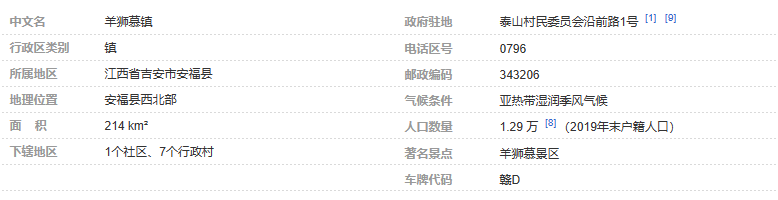 中文名 羊狮慕镇
行政区类别 镇
所属地区 江西省吉安市安福县
地理位置 安福县西北部
面 积 214 km²
下辖地区 1个社区、7个行政村
政府驻地 泰山村民委员会沿前路1号 [1] [9]
电话区号 0796
邮政编码 343206
气候条件 亚热带湿润季风气候
人口数量 1.29 万 [8] （2019年末户籍人口）
著名景点 羊狮慕景区
车牌代码 赣D